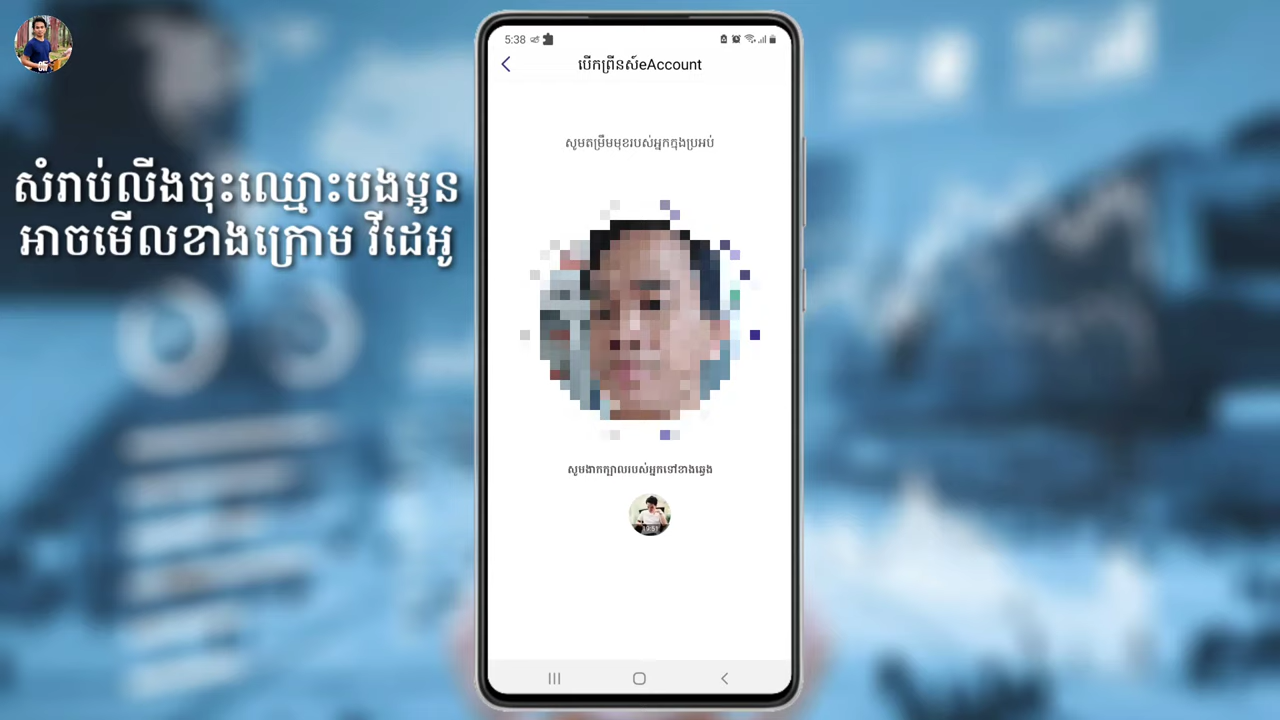 5:38
បើកព្រីនស៍eAccount
សូមតម្រឹមមុខរបស់អ្នកក្នុងប្រអប់
សំរាប់លីងចុះឈ្មោះបងប្អូន
អាចមើលខាងក្រោម វីដេអូ
សូមងាកក្បាលរបស់អ្នកទៅខាងឆ្វេង